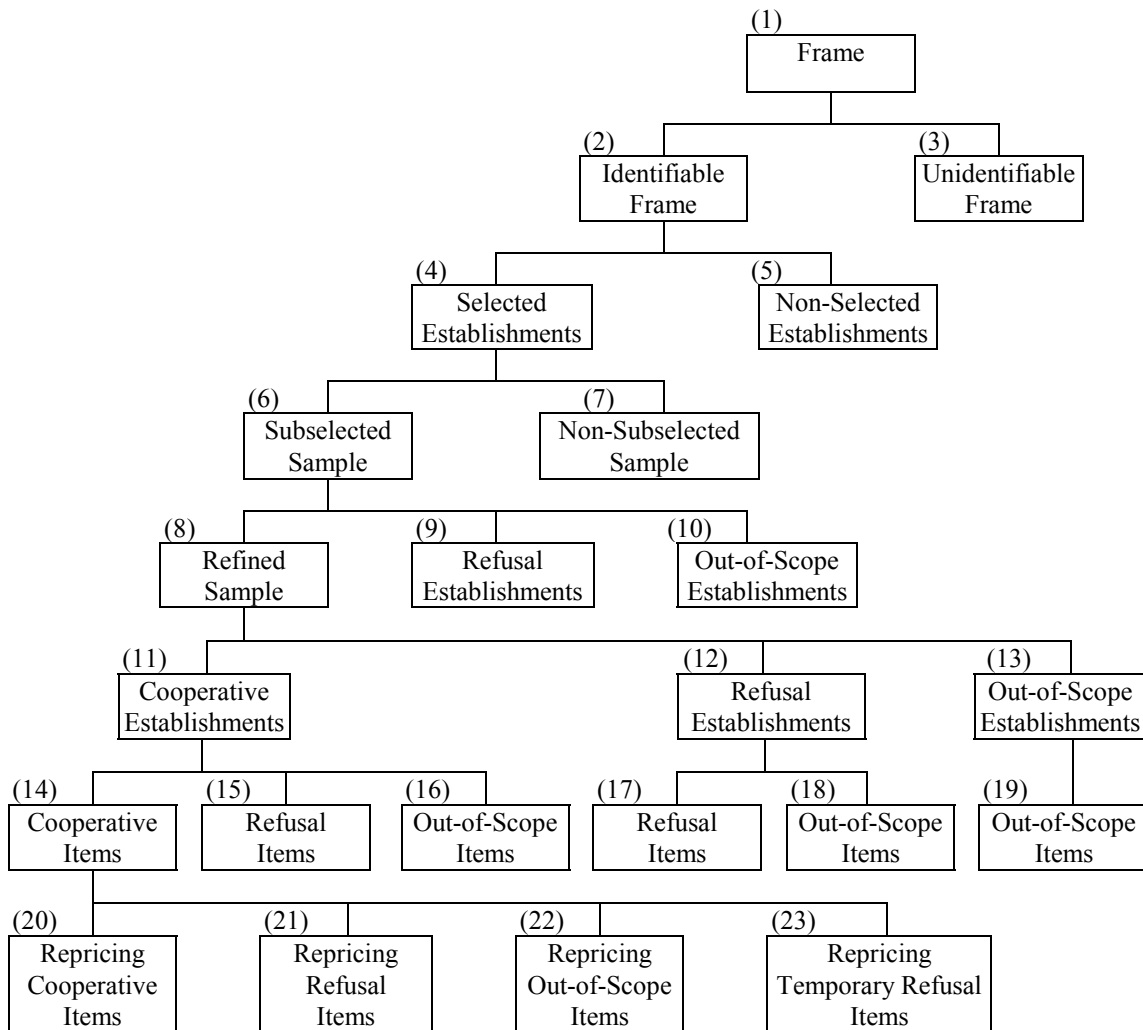 (1)
Frame
(2)
(3)
Identifiable
Frame
Unidentifiable
Frame
(4)
(5)
Selected
Establishments
Non-Selected
Establishments
(6)
(7)
Subselected
Sample
Non-Subselected
Sample
(8)
(9)
(10)
Refined
Sample
Refusal
Establishments
Out-of-Scope
Establishments
(11)
(12)
(13)
Cooperative
Establishments
Refusal
Establishments
Out-of-Scope
Establishments
(14)
(15)
(16)
(17)
(18)
(19)
Cooperative
Items
Refusal
Items
Out-of-Scope
Items
Refusal
Items
Out-of-Scope
Items
Out-of-Scope
Items
(20)
(21)
(22)
(23)
Repricing
Cooperative
Items
Repricing
Refusal
Items
Repricing
Out-of-Scope
Items
Repricing
Temporary Refusal
Items